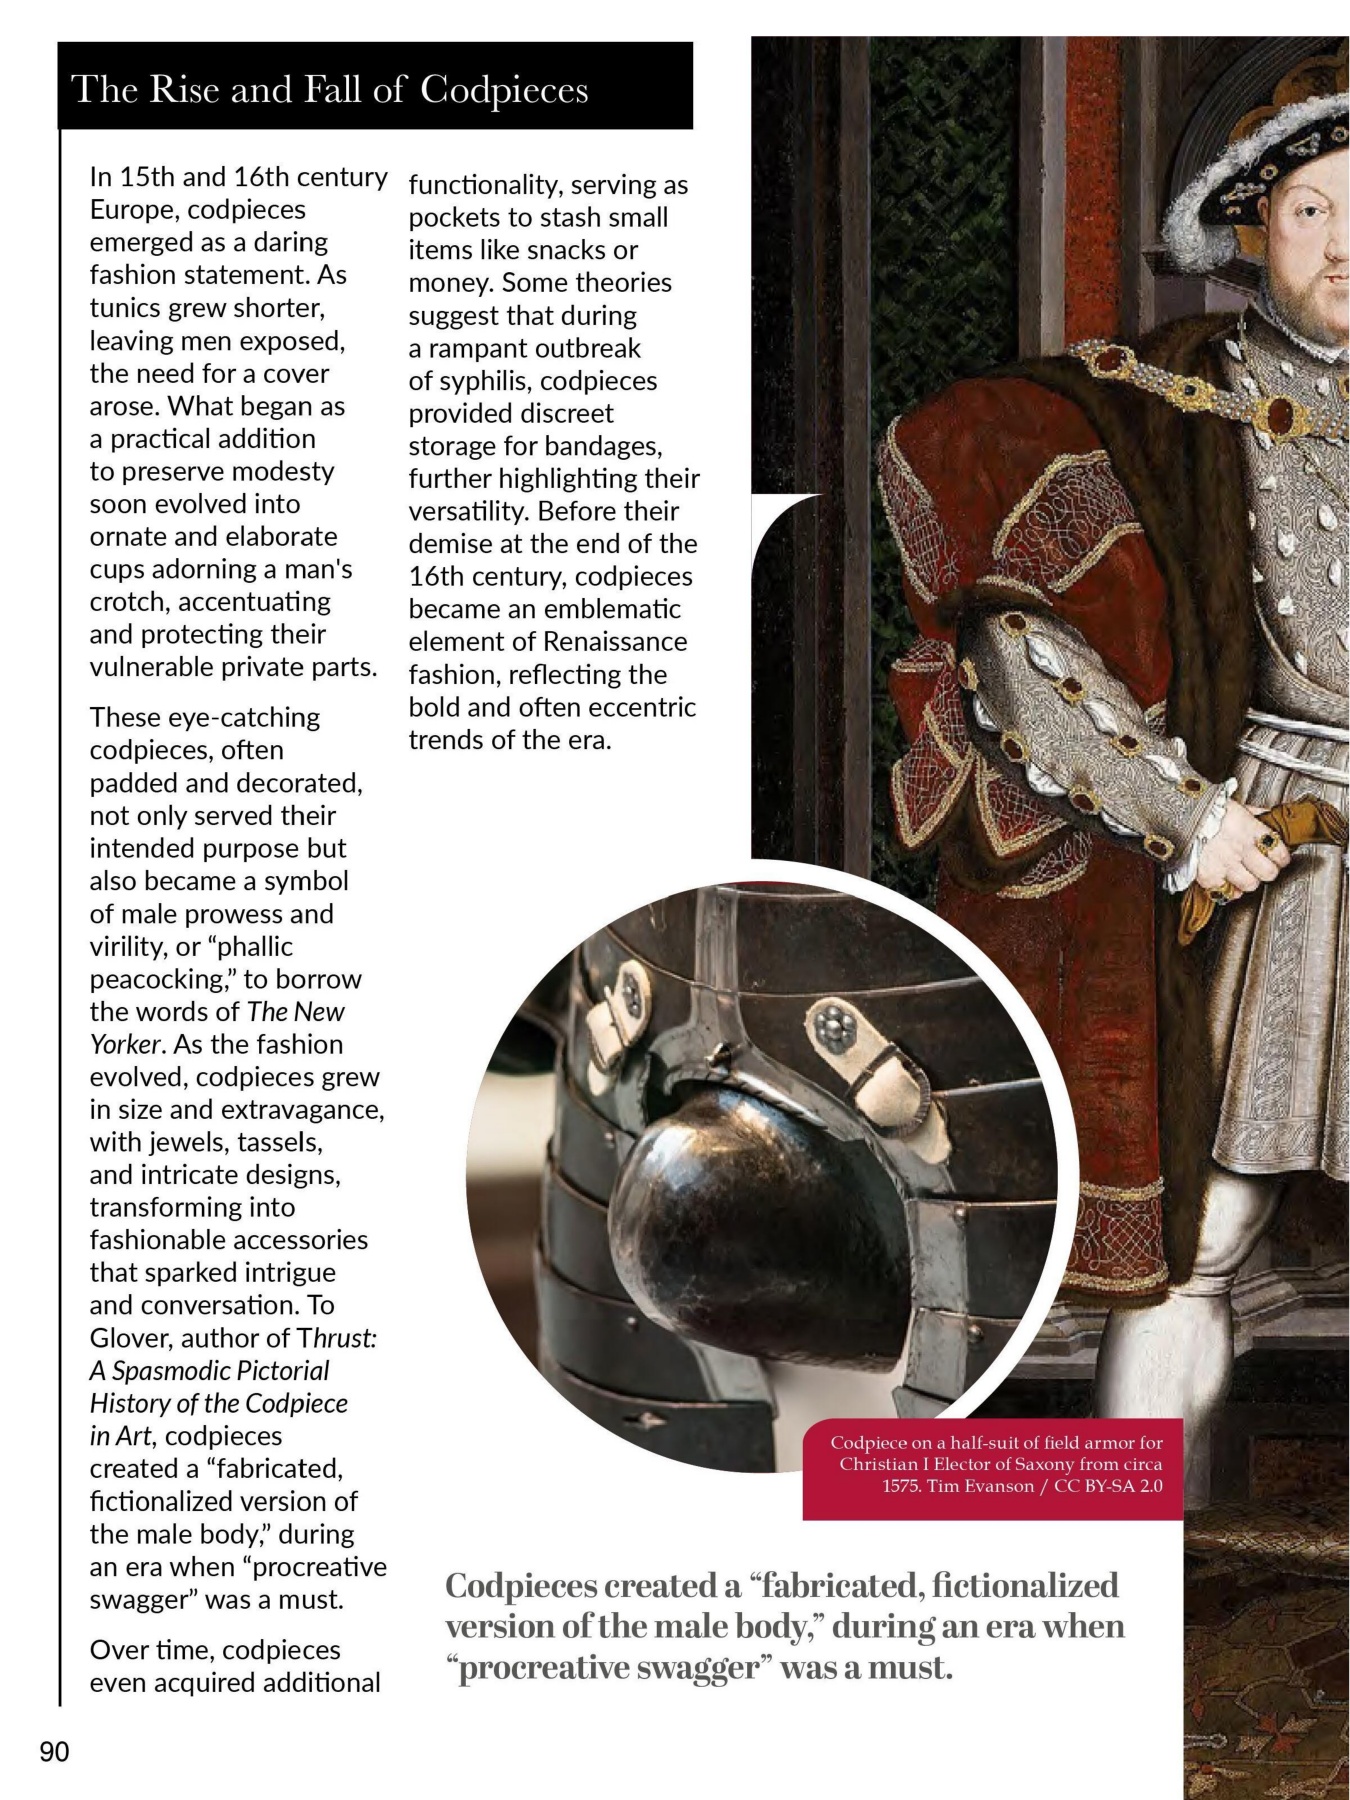 The Rise and Fall of Codpieces
In 15th and 16th century
Europe, codpieces
emerged as a daring
fashion statement. As
tunics grew shorter,
leaving men exposed,
the need for a cover
arose. What began as
a practical addition
to preserve modesty
soon evolved into
ornate and elaborate
cups adorning a man's
crotch, accentuating
and protecting their
vulnerable private parts.
These eye-catching
codpieces, often
padded and decorated,
not only served their
intended purpose but
also became a symbol
of male prowess and
virility, or “phallic
peacocking,” to borrow
the words of The New
Yorker. As the fashion
evolved, codpieces grew
in size and extravagance,
with jewels, tassels,
and intricate designs,
transforming into
fashionable accessories
that sparked intrigue
and conversation. To
Glover, author of Thrust:
A Spasmodic Pictorial
History of the Codpiece
in Art, codpieces
created a “fabricated,
fictionalized version of
the male body,” during
an era when “procreative
swagger” was a must.
Over time, codpieces
even acquired additional
functionality, serving as
pockets to stash small
items like snacks or
money. Some theories
suggest that during
a rampant outbreak
of syphilis, codpieces
provided discreet
storage for bandages,
further highlighting their
versatility. Before their
demise at the end of the
16th century, codpieces
became an emblematic
element of Renaissance
fashion, reflecting the
bold and often eccentric
trends of the era.
Codpiece on a half-suit of field armor for
Christian I Elector of Saxony from circa
1575. Tim Evanson / CC BY-SA 2.0
Codpieces created a “fabricated, fictionalized
version of the male body,” during an era when
“procreative swagger” was a must.
90